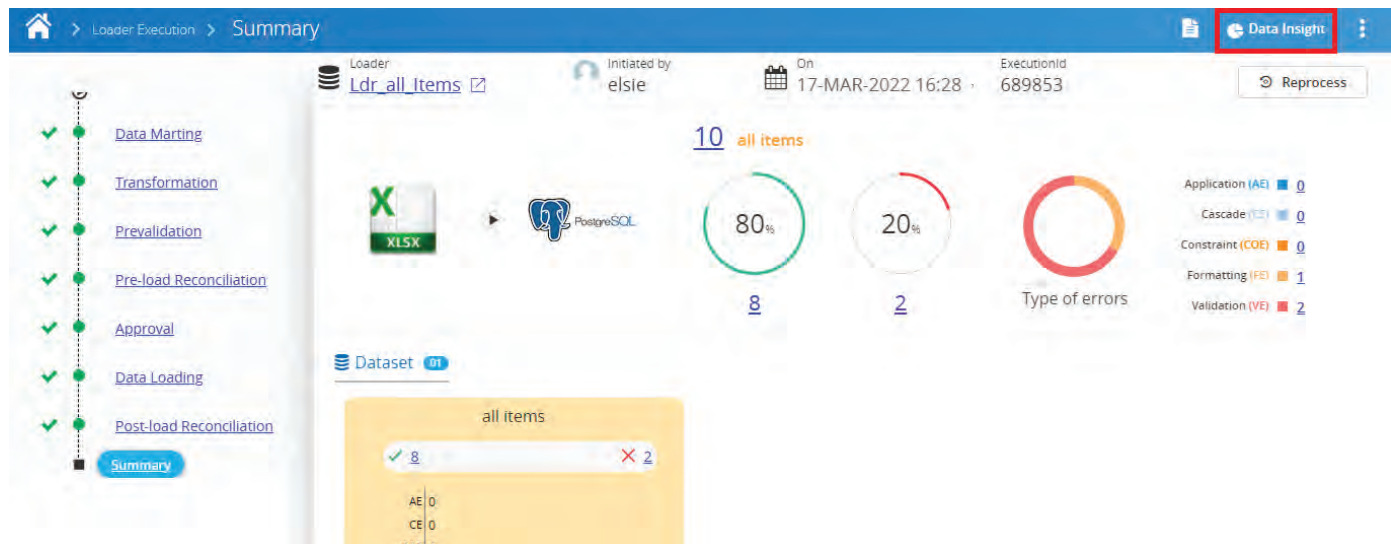 Loader Execution > Summary
Data Insight
Loader
Ldr_all_Items
Initiated by
elsie
On
17-MAR-2022 16:28
ExecutionId
689853
Reprocess
Data Marting
Transformation
Prevalidation
Pre-load Reconciliation
Approval
Data Loading
Post-load Reconciliation
Summary
10 all items
XLSX
PostgreSQL
80%
20%
8
2
Type of errors
Application (AE) 0
Cascade (CE) 0
Constraint (COE) 0
Formatting (FE) 1
Validation (VE) 2
Dataset 01
all items
8
2
AE 0
CE 0